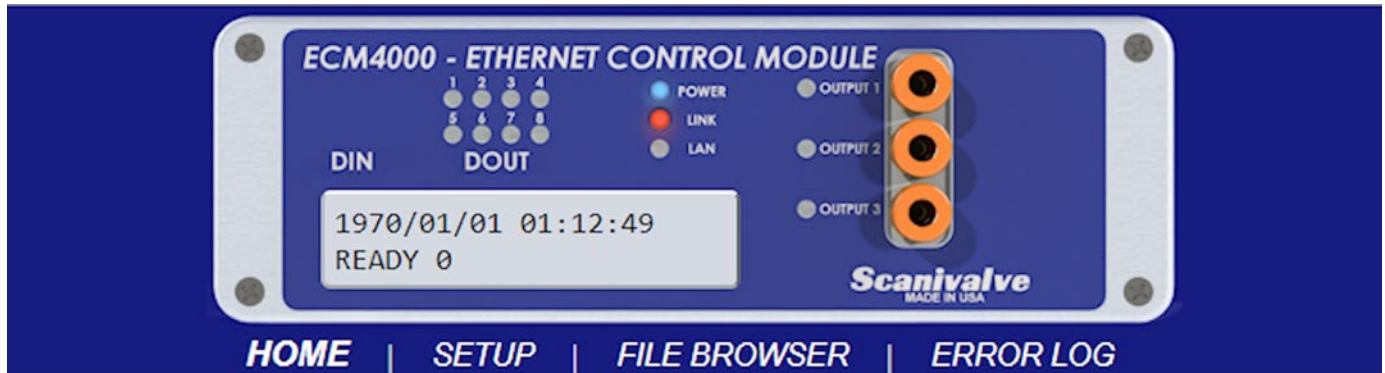 ECM4000 - ETHERNET CONTROL MODULE
1 2 3 4
5 6 7 8
DIN DOUT
POWER
LINK
LAN
OUTPUT 1
OUTPUT 2
OUTPUT 3
1970/01/01 01:12:49
READY 0
Scanivalve
MADE IN USA
HOME | SETUP | FILE BROWSER | ERROR LOG